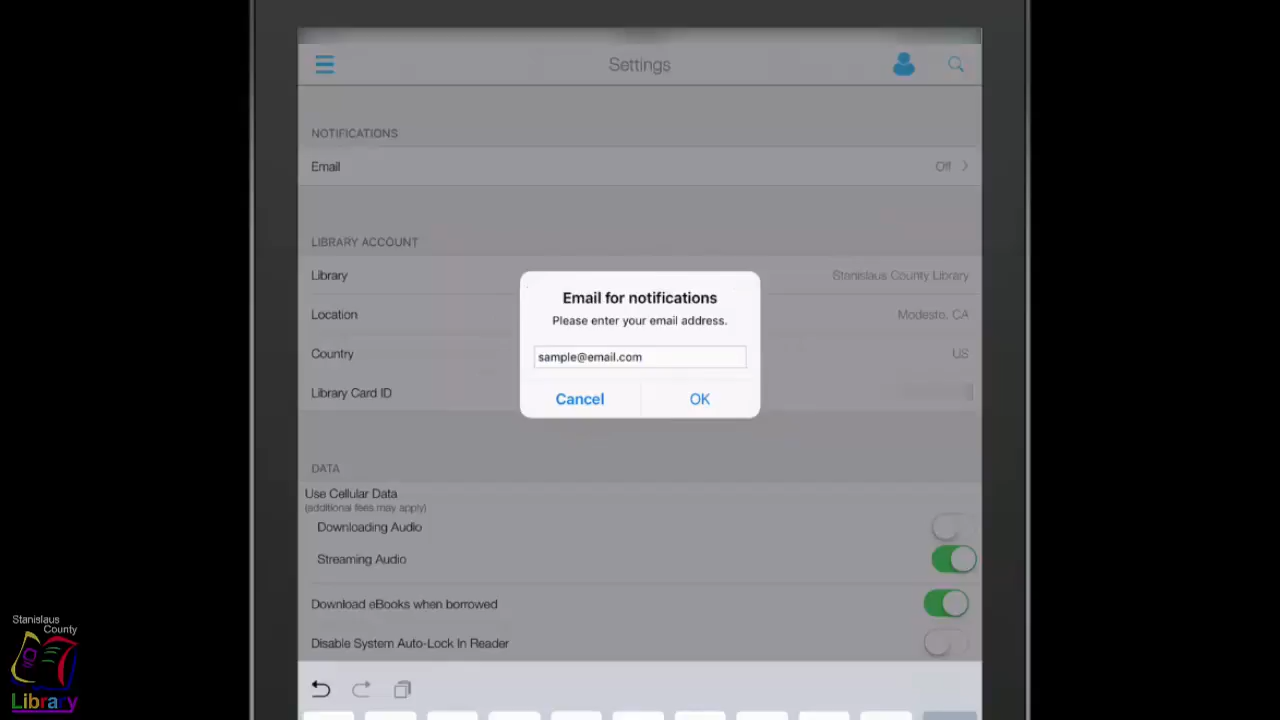 Settings
NOTIFICATIONS
Email
Off
LIBRARY ACCOUNT
Library
Stanislaus County Library
Location
Modesto, CA
Country
US
Library Card ID
Email for notifications
Please enter your email address.
sample@email.com
Cancel
OK
DATA
Use Cellular Data
(additional fees may apply)
Downloading Audio
Streaming Audio
Download eBooks when borrowed
Disable System Auto-Lock In Reader
Stanislaus
County
Library